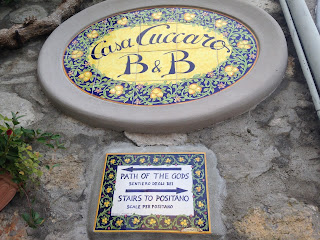 Casa Cuccaro
B & B
PATH OF THE GODS
SENTIERO DEGLI DEI
STAIRS TO POSITANO
SCALE PER POSITANO